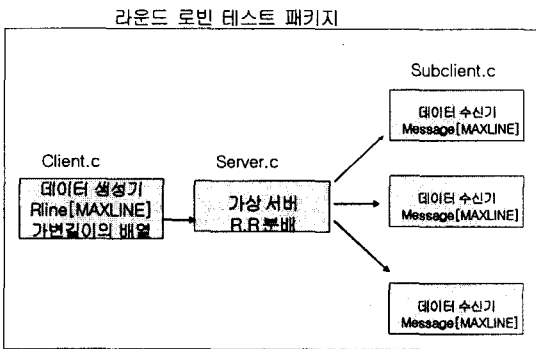 라운드 로빈 테스트 패키지
Subclient.c
데이터 수신기
Message[MAXLINE]
Client.c
Server.c
데이터 생성기
Rline[MAXLINE]
가변길이의 배열
가상 서버
R.R분배
데이터 수신기
Message[MAXLINE]
데이터 수신기
Message[MAXLINE]